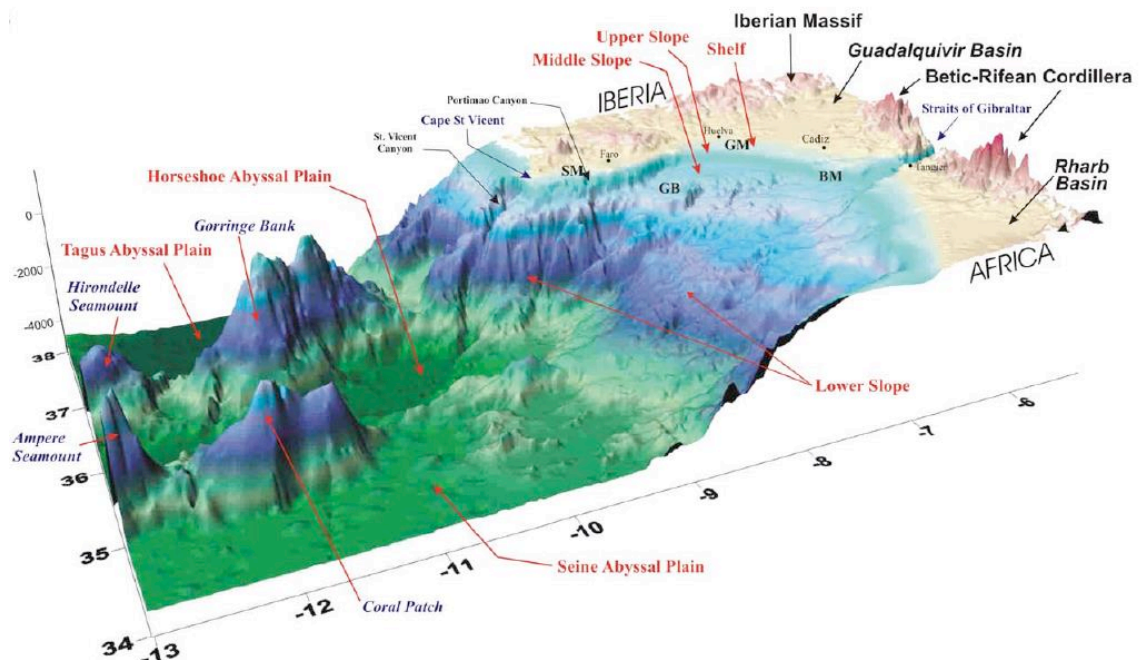 Iberian Massif
Upper Slope
Guadalquivir Basin
Middle Slope
Shelf
Betic-Rifean Cordillera
IBERIA
Portimao Canyon
Straits of Gibraltar
Cape St Vicent
Huelva
Cadiz
St. Vicent
Canyon
GM
Faro
Tangier
SM
Rharb
Basin
Horseshoe Abyssal Plain
GB
BM
0
Gorringe Bank
Tagus Abyssal Plain
AFRICA
-2000
Hirondelle
Seamount
-4000
38
Lower Slope
37
-6
Ampere
Seamount
-7
36
-8
-9
35
-10
Seine Abyssal Plain
-11
-12
Coral Patch
34
-13